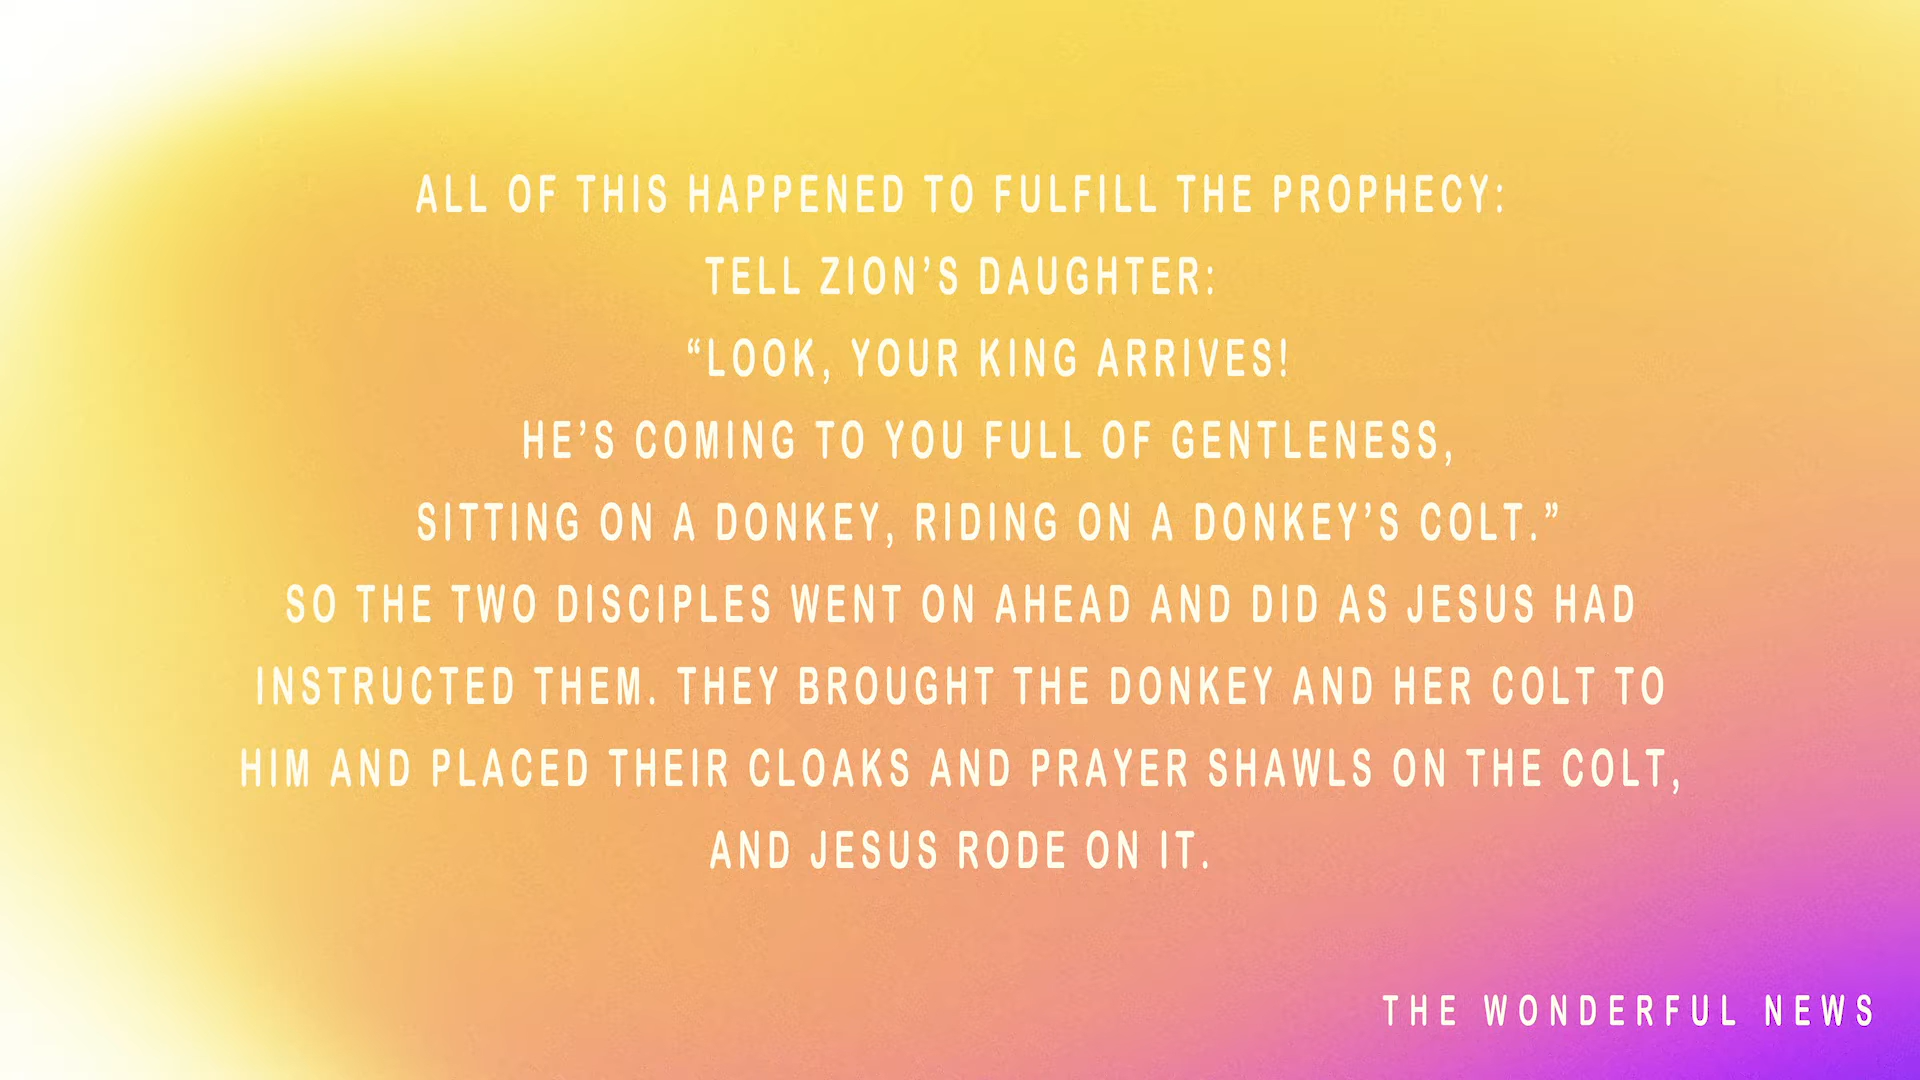 ALL OF THIS HAPPENED TO FULFILL THE PROPHECY:
TELL ZION’S DAUGHTER:
“LOOK, YOUR KING ARRIVES!
HE’S COMING TO YOU FULL OF GENTLENESS,
SITTING ON A DONKEY, RIDING ON A DONKEY’S COLT.”
SO THE TWO DISCIPLES WENT ON AHEAD AND DID AS JESUS HAD
INSTRUCTED THEM. THEY BROUGHT THE DONKEY AND HER COLT TO
HIM AND PLACED THEIR CLOAKS AND PRAYER SHAWLS ON THE COLT,
AND JESUS RODE ON IT.
THE WONDERFUL NEWS